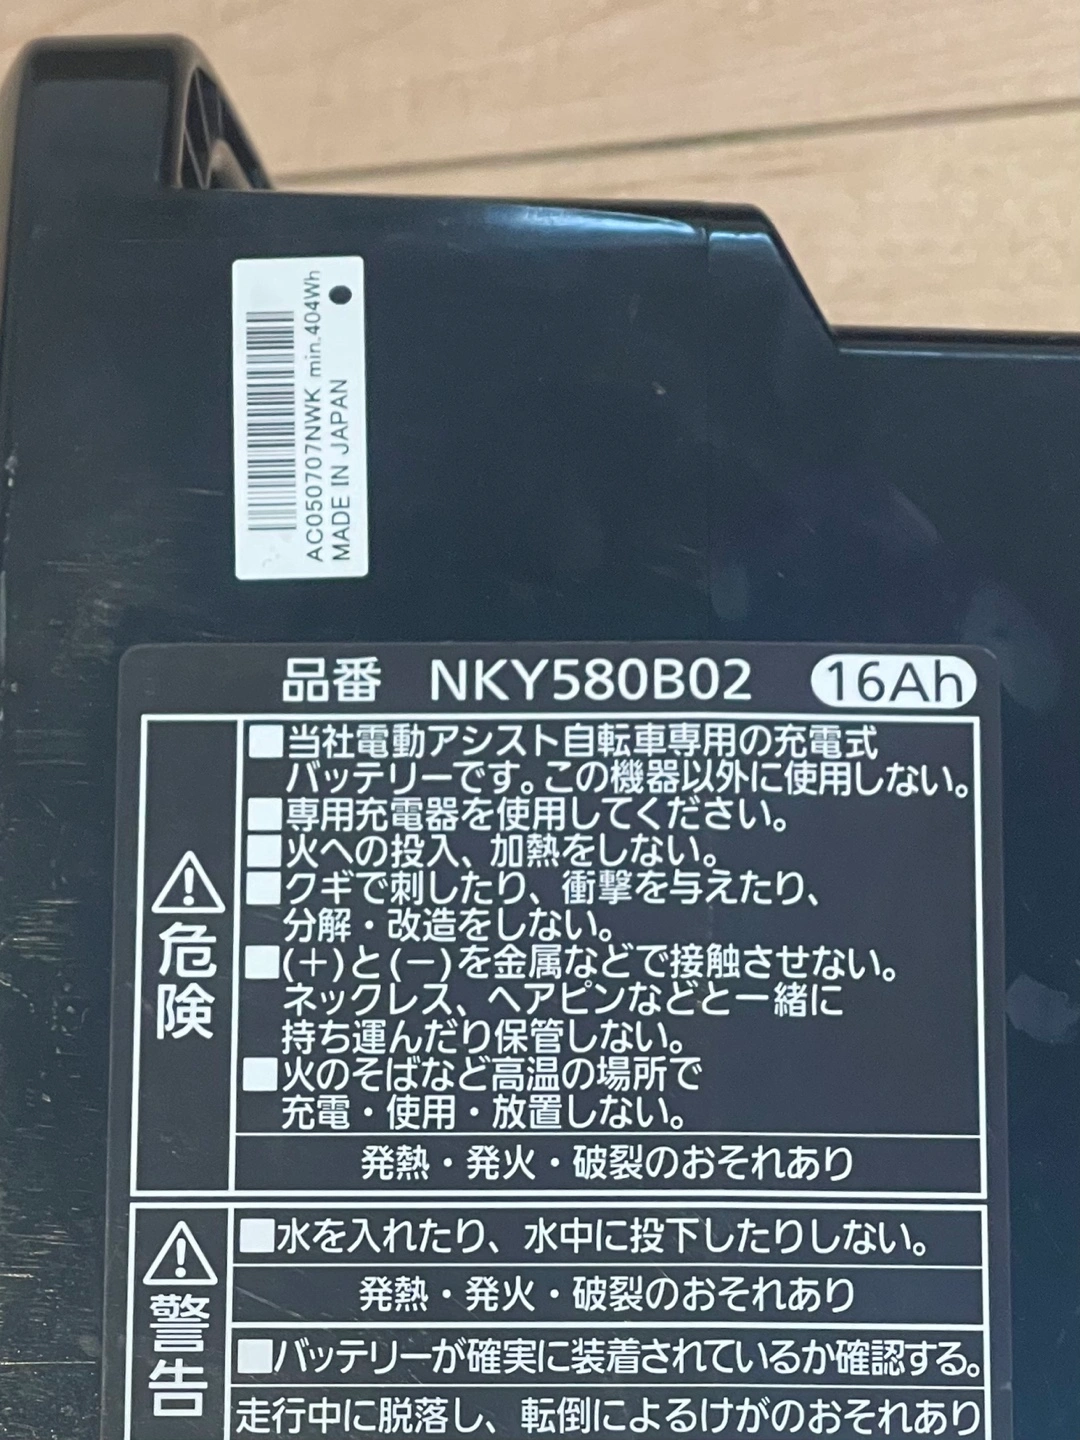 AC050707NWK min.404Wh
MADE IN JAPAN
品番 NKY580B02 16Ah
危険
■当社電動アシスト自転車専用の充電式
バッテリーです。この機器以外に使用しない。
■専用充電器を使用してください。
■火への投入、加熱をしない。
■クギで刺したり、衝撃を与えたり、
分解・改造をしない。
■(+)と(-)を金属などで接触させない。
ネックレス、ヘアピンなどと一緒に
持ち運んだり保管しない。
■火のそばなど高温の場所で
充電・使用・放置しない。
発熱・発火・破裂のおそれあり
警告
■水を入れたり、水中に投下したりしない。
発熱・発火・破裂のおそれあり
■バッテリーが確実に装着されているか確認する。
走行中に脱落し、転倒によるけがのおそれあり